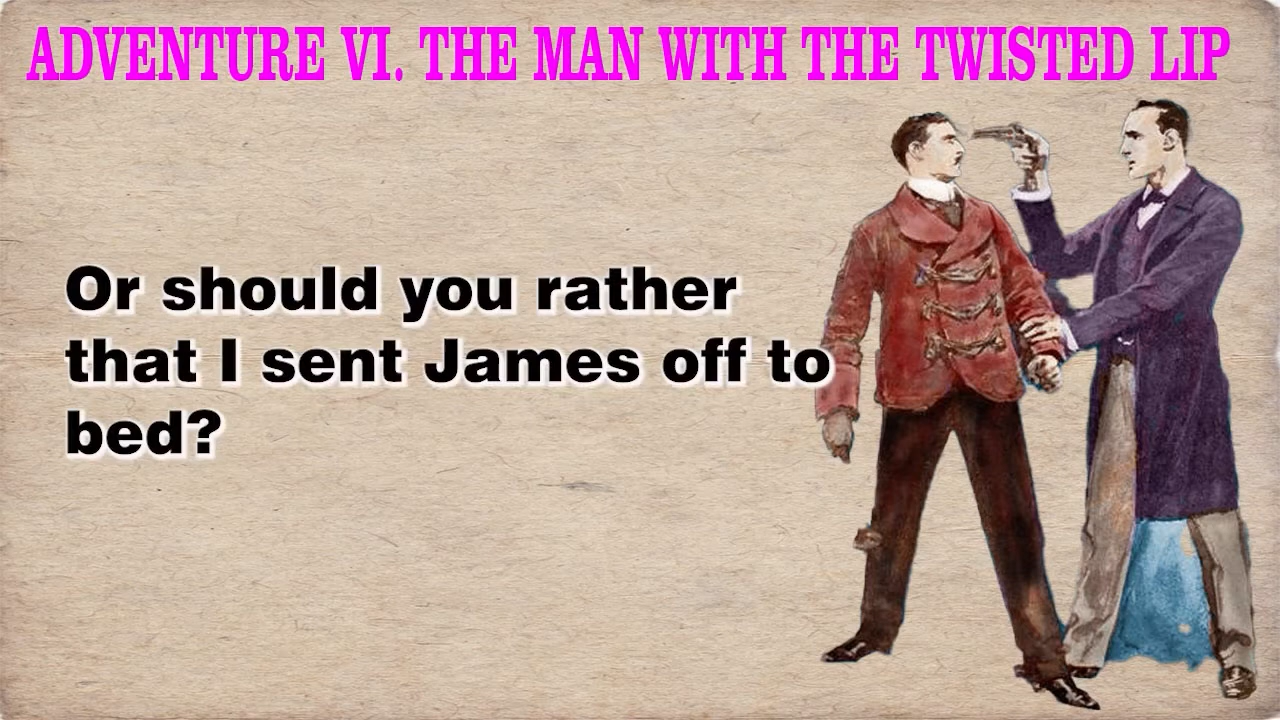 ADVENTURE VI. THE MAN WITH THE TWISTED LIP
Or should you rather
that I sent James off to
bed?